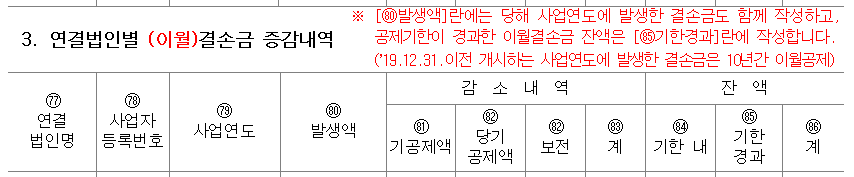 ※ [⑧⓪발생액]란에는 당해 사업연도에 발생한 결손금도 함께 작성하고,
3. 연결법인별 (이월)결손금 증감내역
공제기한이 경과한 이월결손금 잔액은 [⑧⑤기한경과]란에 작성합니다.
('19.12.31.이전 개시하는 사업연도에 발생한 결손금은 10년간 이월공제)
감 소 내 역
잔 액
⑦⑦
연결
법인명
⑦⑧
사업자
등록번호
⑦⑨
사업연도
⑧⓪
발생액
⑧①
기공제액
⑧②
당기
공제액
⑧②
보전
⑧③
계
⑧④
기한 내
⑧⑤
기한
경과
⑧⑥
계